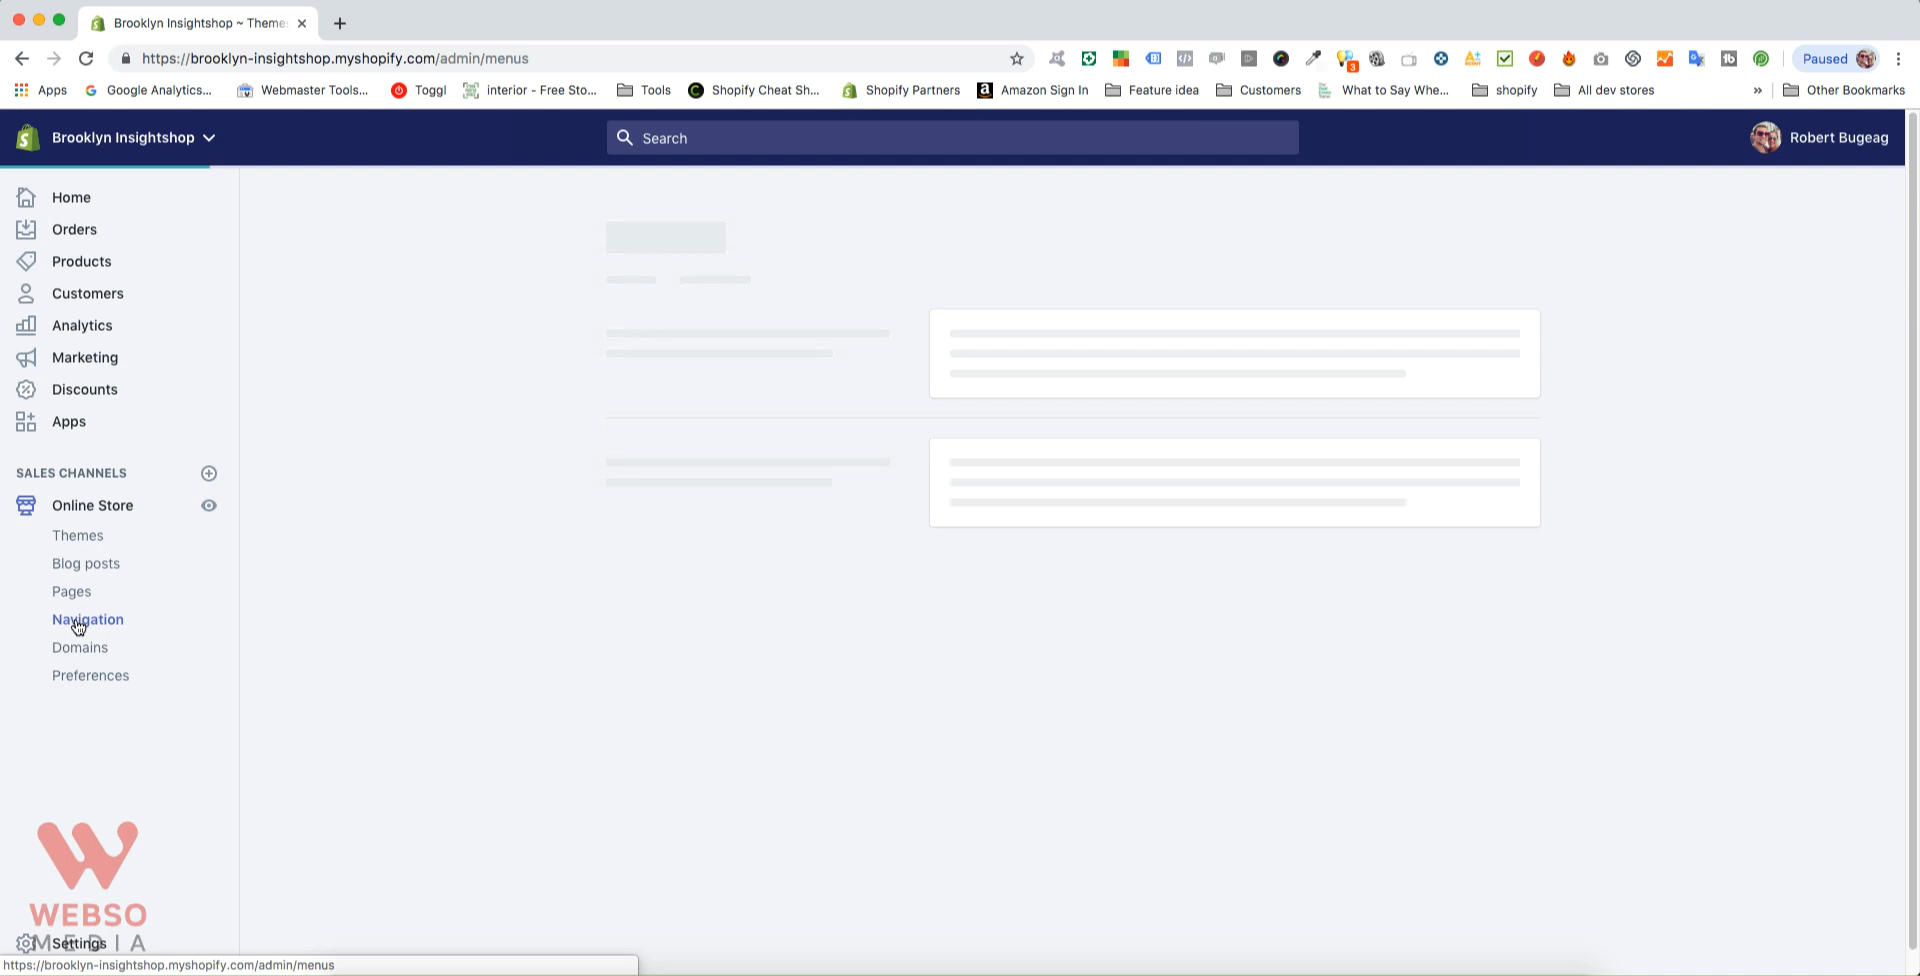 Brooklyn Insightshop ~ Theme
https://brooklyn-insightshop.myshopify.com/admin/menus
3
Paused
Apps
Google Analytics...
Webmaster Tools...
Toggl
interior - Free Sto...
Tools
Shopify Cheat Sh...
Shopify Partners
Amazon Sign In
Feature idea
Customers
What to Say Whe...
shopify
All dev stores
»
Other Bookmarks
Brooklyn Insightshop
Search
Robert Bugeag
Home
Orders
Products
Customers
Analytics
Marketing
Discounts
Apps
SALES CHANNELS
Online Store
Themes
Blog posts
Pages
Navigation
Domains
Preferences
WEBSO
MEDIA
Settings
https://brooklyn-insightshop.myshopify.com/admin/menus